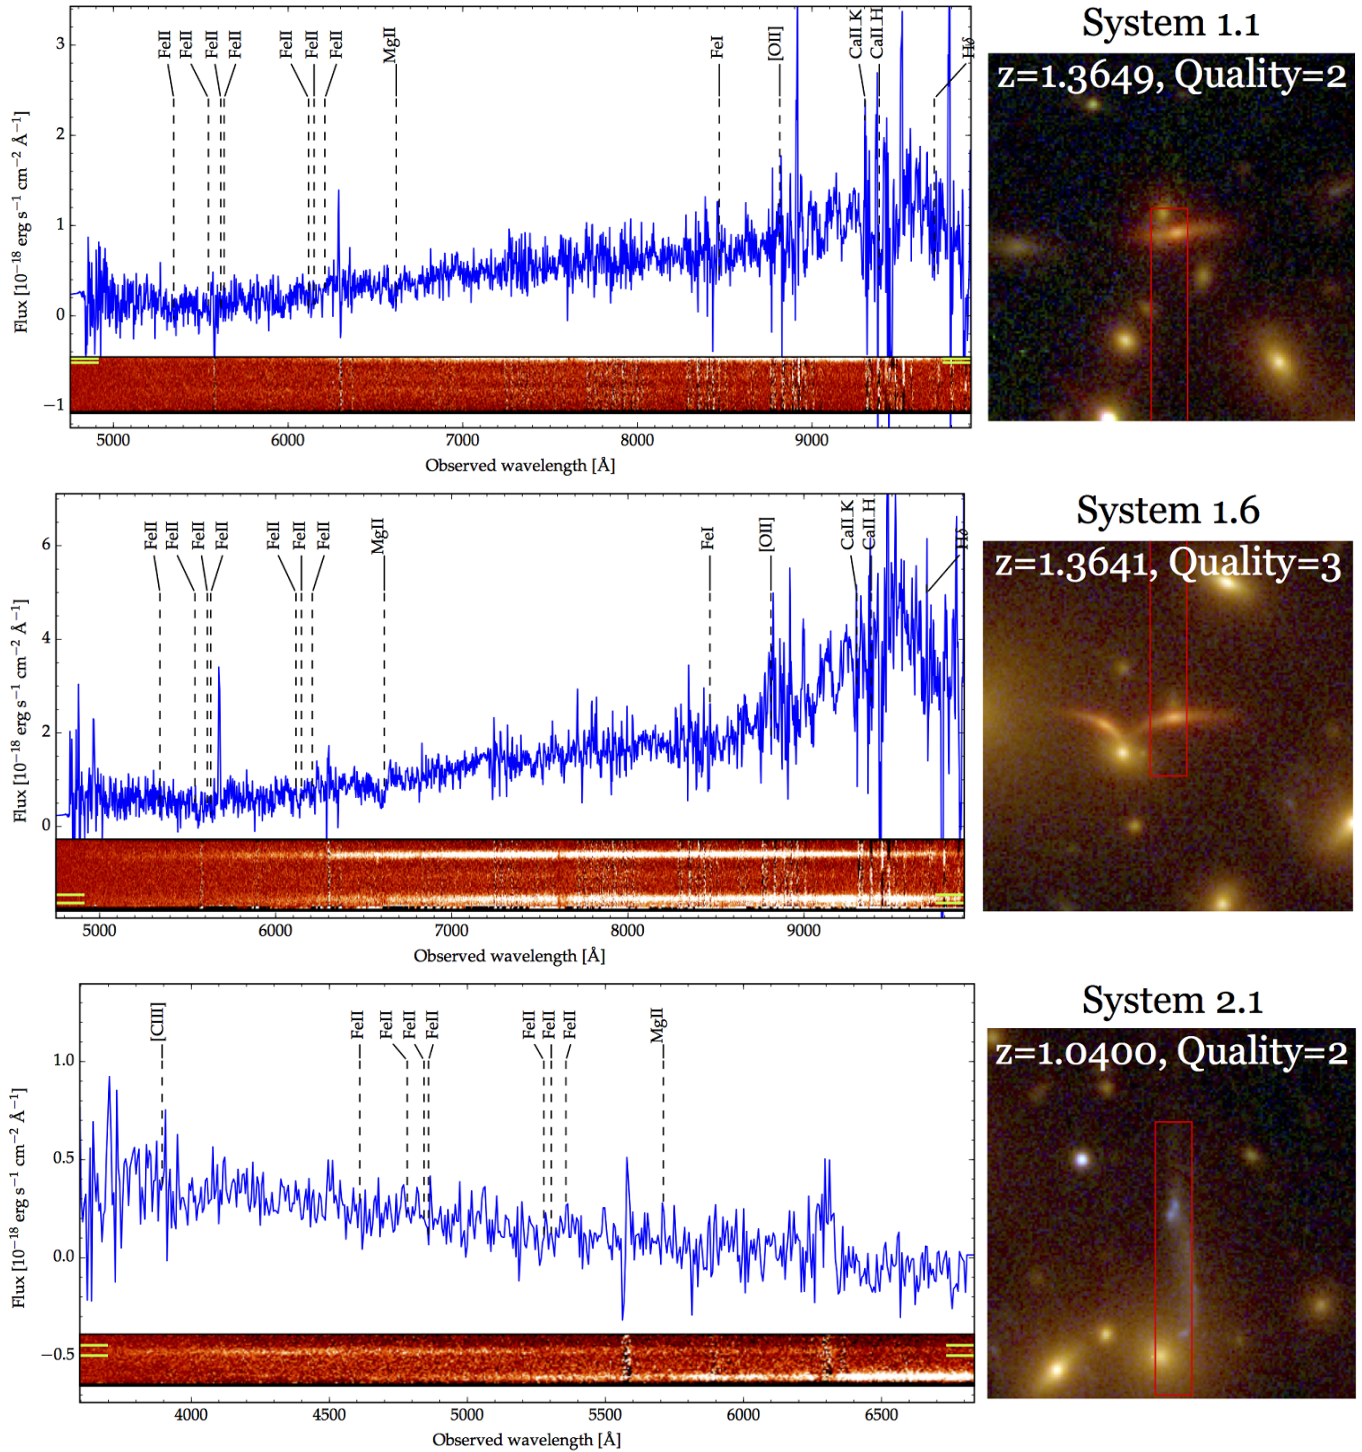 System 1.1
z=1.3649, Quality=2
FeII FeII FeII FeII FeII FeII FeII MgII FeI [OII] CaII_K CaII_H Hδ
Flux [10⁻¹⁸ erg s⁻¹ cm⁻² Å⁻¹]
3
2
1
0
−1
5000 6000 7000 8000 9000
Observed wavelength [Å]
System 1.6
z=1.3641, Quality=3
FeII FeII FeII FeII FeII FeII FeII MgII FeI [OII] CaII_K CaII_H Hδ
Flux [10⁻¹⁸ erg s⁻¹ cm⁻² Å⁻¹]
6
4
2
0
5000 6000 7000 8000 9000
Observed wavelength [Å]
System 2.1
z=1.0400, Quality=2
[CIII] FeII FeII FeII FeII FeII FeII FeII MgII
Flux [10⁻¹⁸ erg s⁻¹ cm⁻² Å⁻¹]
1.0
0.5
0.0
−0.5
4000 4500 5000 5500 6000 6500
Observed wavelength [Å]